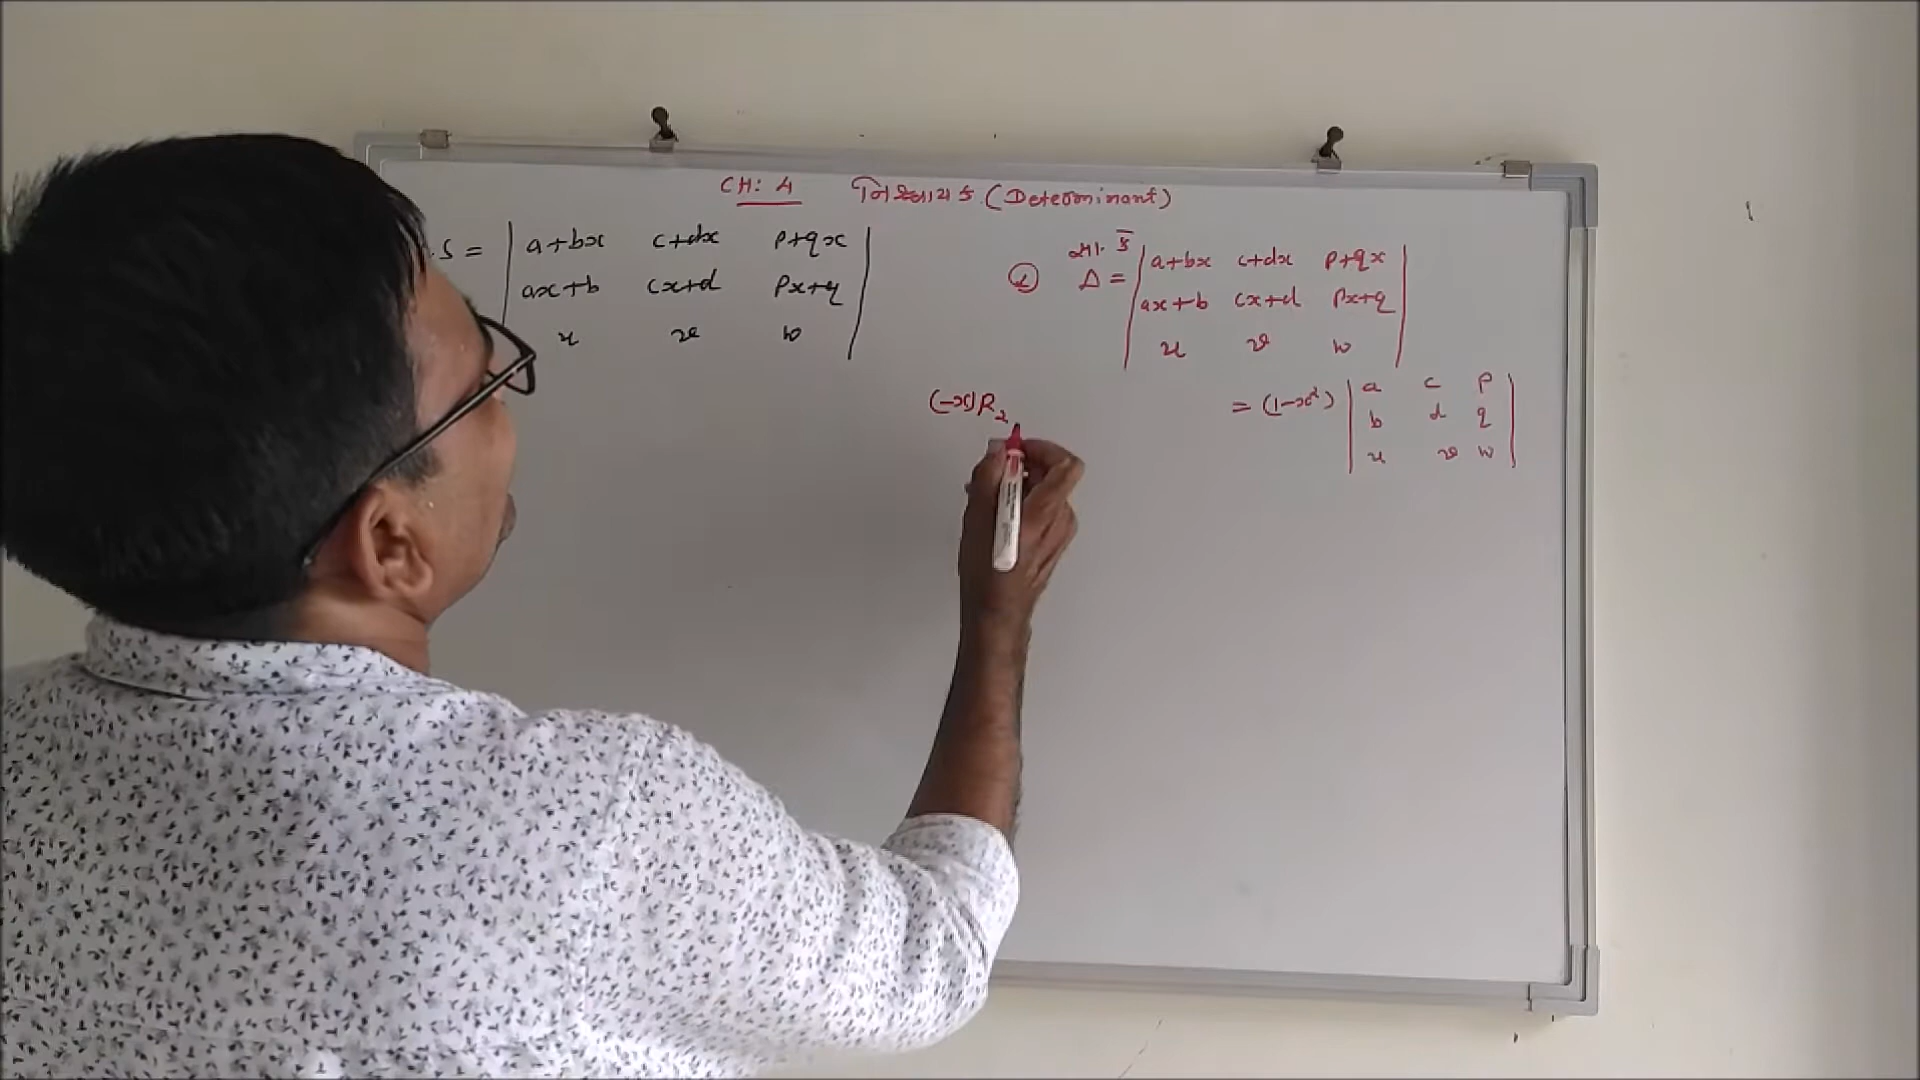 CH: 4 નિશ્ચાયક (Determinant)
.S = | a+bx c+dx p+qx |
| ax+b cx+d px+q |
| u v w |
② સા. કે
Δ = | a+bx c+dx p+qx |
| ax+b cx+d px+q |
| u v w |
= (1-x²) | a c p |
| b d q |
| u v w |
(-x)R₂